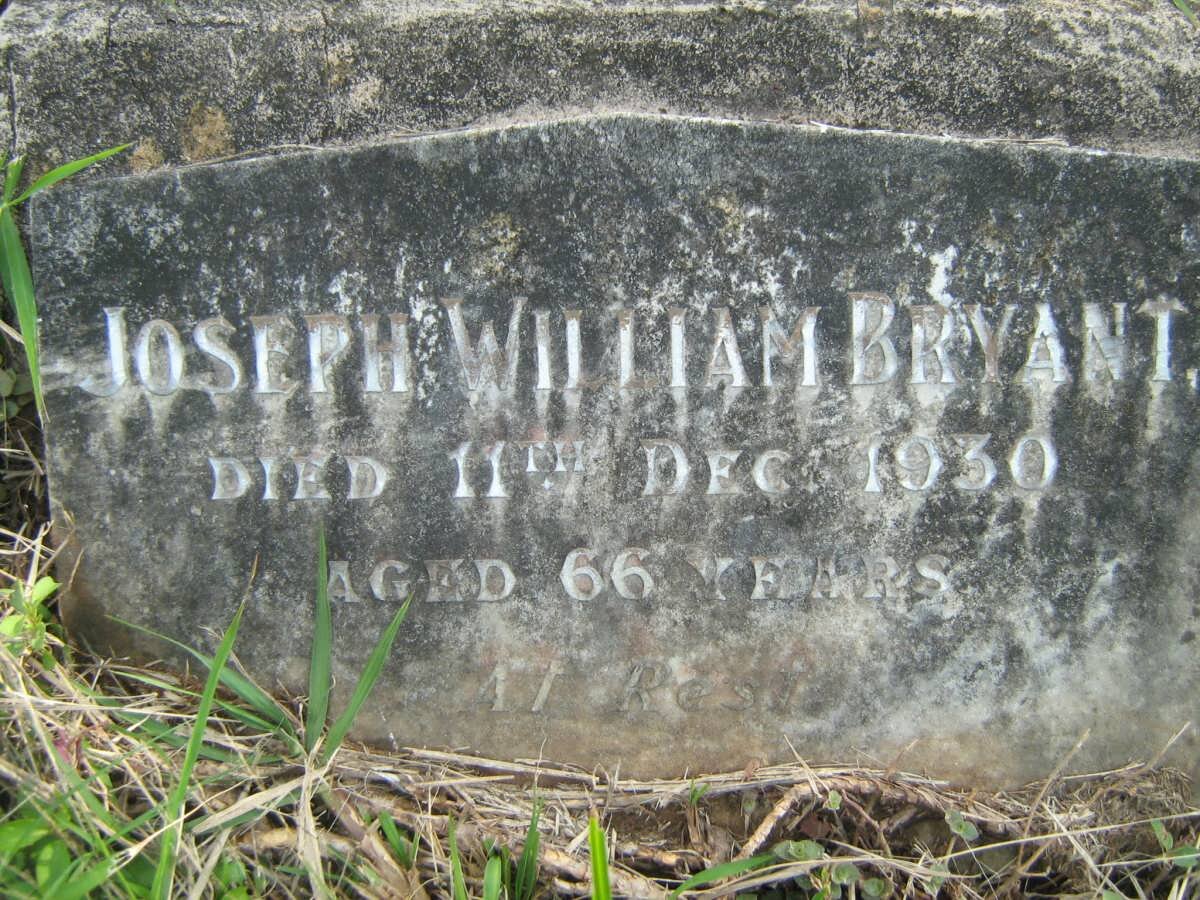 JOSEPH WILLIAM BRYANT,
DIED 11TH DEC. 1930
AGED 66 YEARS
At Rest